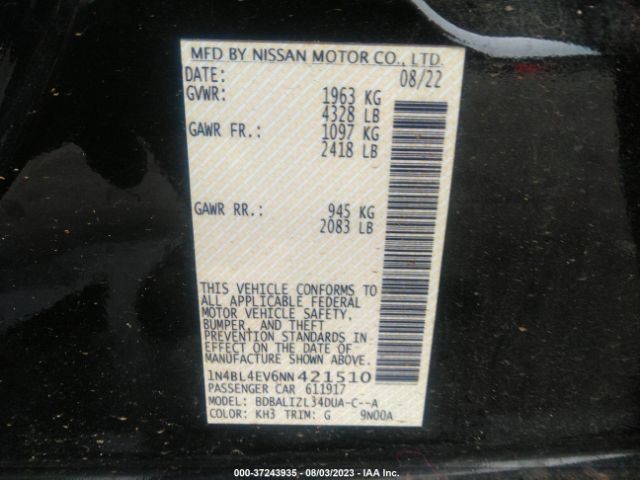 MFD BY NISSAN MOTOR CO., LTD.
DATE: 08/22
GVWR: 1963 KG
4328 LB
GAWR FR.: 1097 KG
2418 LB
GAWR RR.: 945 KG
2083 LB
THIS VEHICLE CONFORMS TO
ALL APPLICABLE FEDERAL
MOTOR VEHICLE SAFETY,
BUMPER, AND THEFT
PREVENTION STANDARDS IN
EFFECT ON THE DATE OF
MANUFACTURE SHOWN ABOVE.
1N4BL4EV6NN421510
PASSENGER CAR 611917
MODEL: BDBALIZL34DUA-C--A
COLOR: KH3 TRIM: G 9N00A
000-37243935 - 08/03/2023 - IAA Inc.